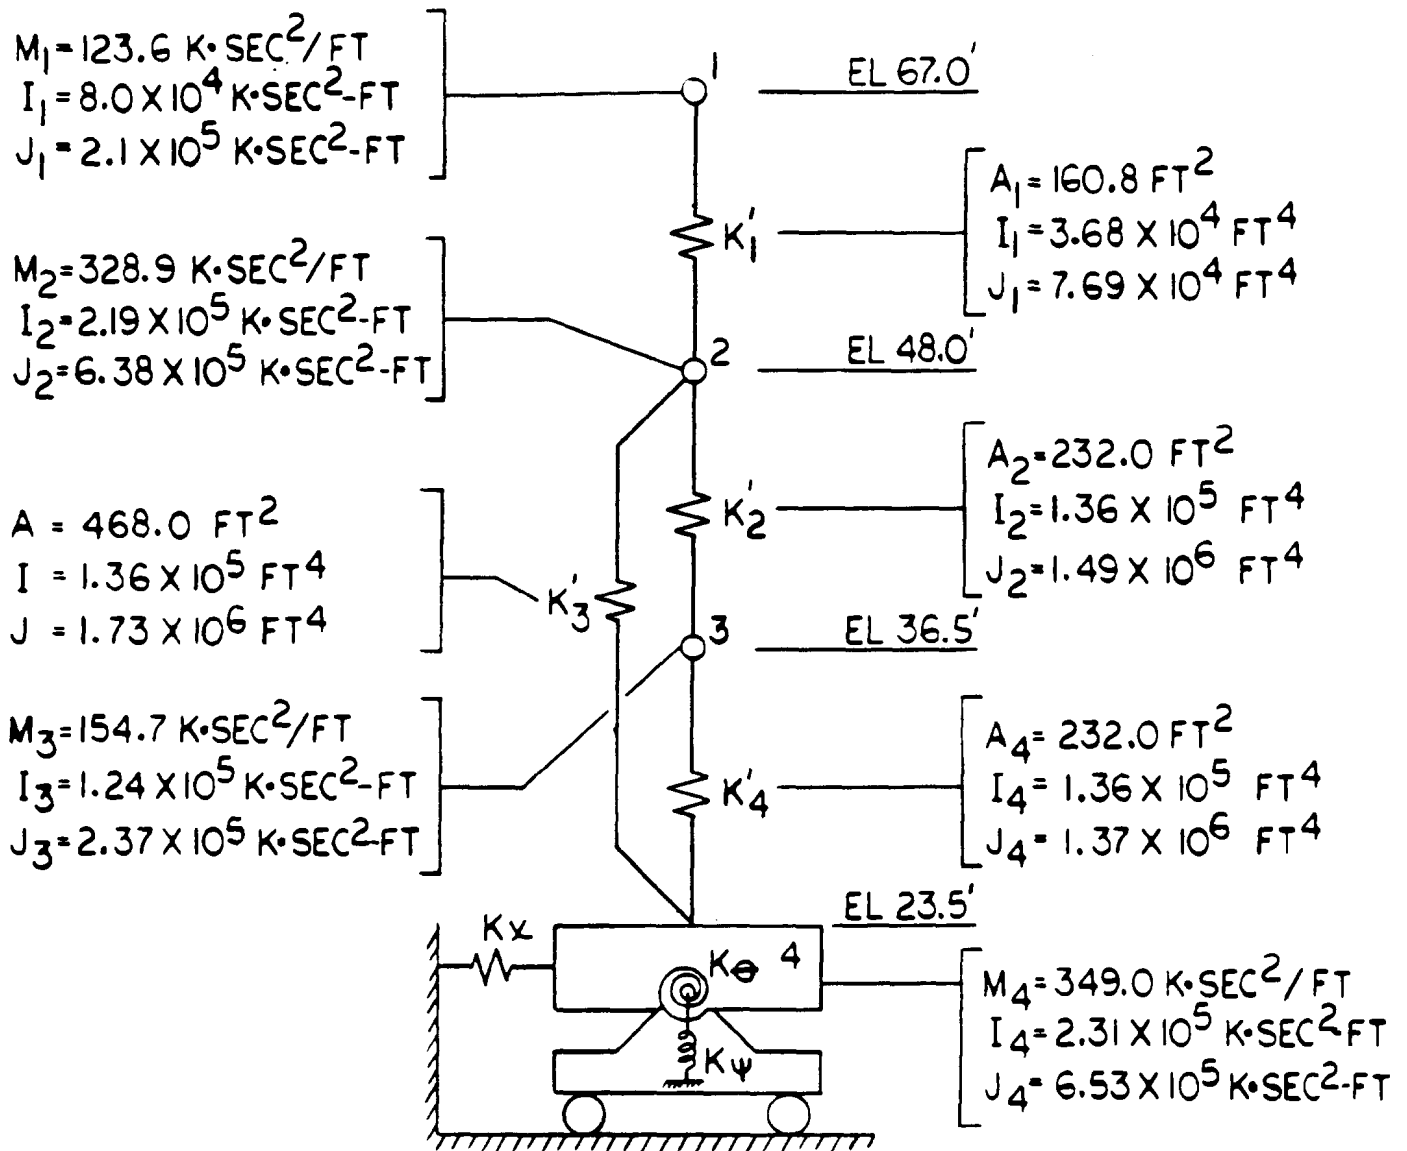 M₁=123.6 K·SEC²/FT
I₁=8.0 X 10⁴ K·SEC²-FT
J₁=2.1 X 10⁵ K·SEC²-FT
1
EL 67.0'
A₁=160.8 FT²
I₁=3.68 X 10⁴ FT⁴
J₁=7.69 X 10⁴ FT⁴
K'₁
M₂=328.9 K·SEC²/FT
I₂=2.19 X 10⁵ K·SEC²-FT
J₂=6.38 X 10⁵ K·SEC²-FT
2
EL 48.0'
A₂=232.0 FT²
I₂=1.36 X 10⁵ FT⁴
J₂=1.49 X 10⁶ FT⁴
K'₂
A = 468.0 FT²
I = 1.36 X 10⁵ FT⁴
J = 1.73 X 10⁶ FT⁴
K'₃
3
EL 36.5'
M₃=154.7 K·SEC²/FT
I₃=1.24 X 10⁵ K·SEC²-FT
J₃=2.37 X 10⁵ K·SEC²-FT
K'₄
A₄= 232.0 FT²
I₄= 1.36 X 10⁵ FT⁴
J₄= 1.37 X 10⁶ FT⁴
EL 23.5'
Kx
Kθ
4
Kψ
M₄=349.0 K·SEC²/FT
I₄=2.31 X 10⁵ K·SEC²-FT
J₄= 6.53 X 10⁵ K·SEC²-FT